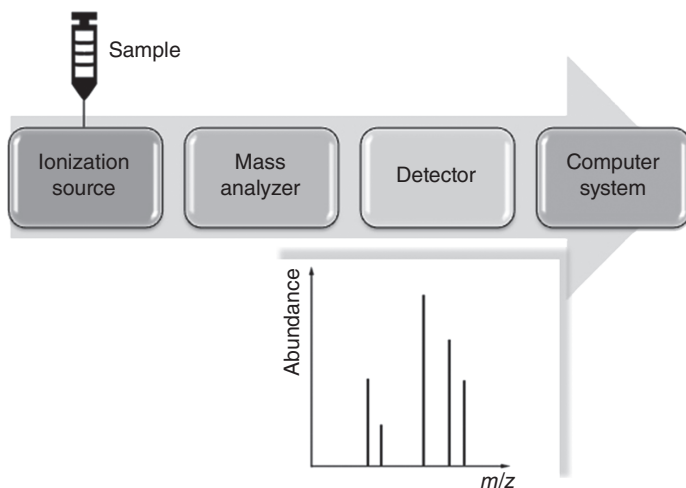 Sample
Ionization
source
Mass
analyzer
Detector
Computer
system
Abundance
m/z